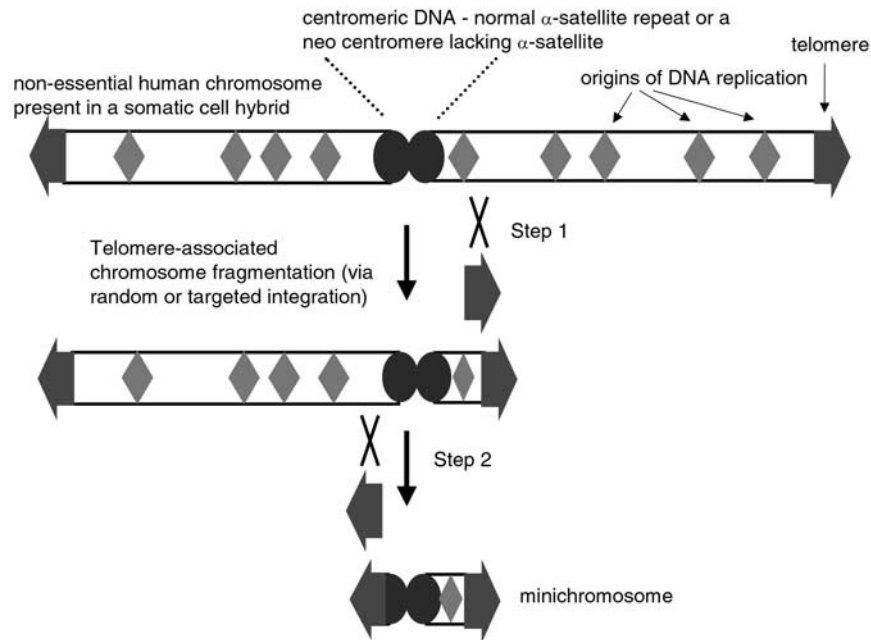 centromeric DNA - normal α-satellite repeat or a
neo centromere lacking α-satellite
telomere
non-essential human chromosome
present in a somatic cell hybrid
origins of DNA replication
Step 1
Telomere-associated
chromosome fragmentation (via
random or targeted integration)
Step 2
minichromosome